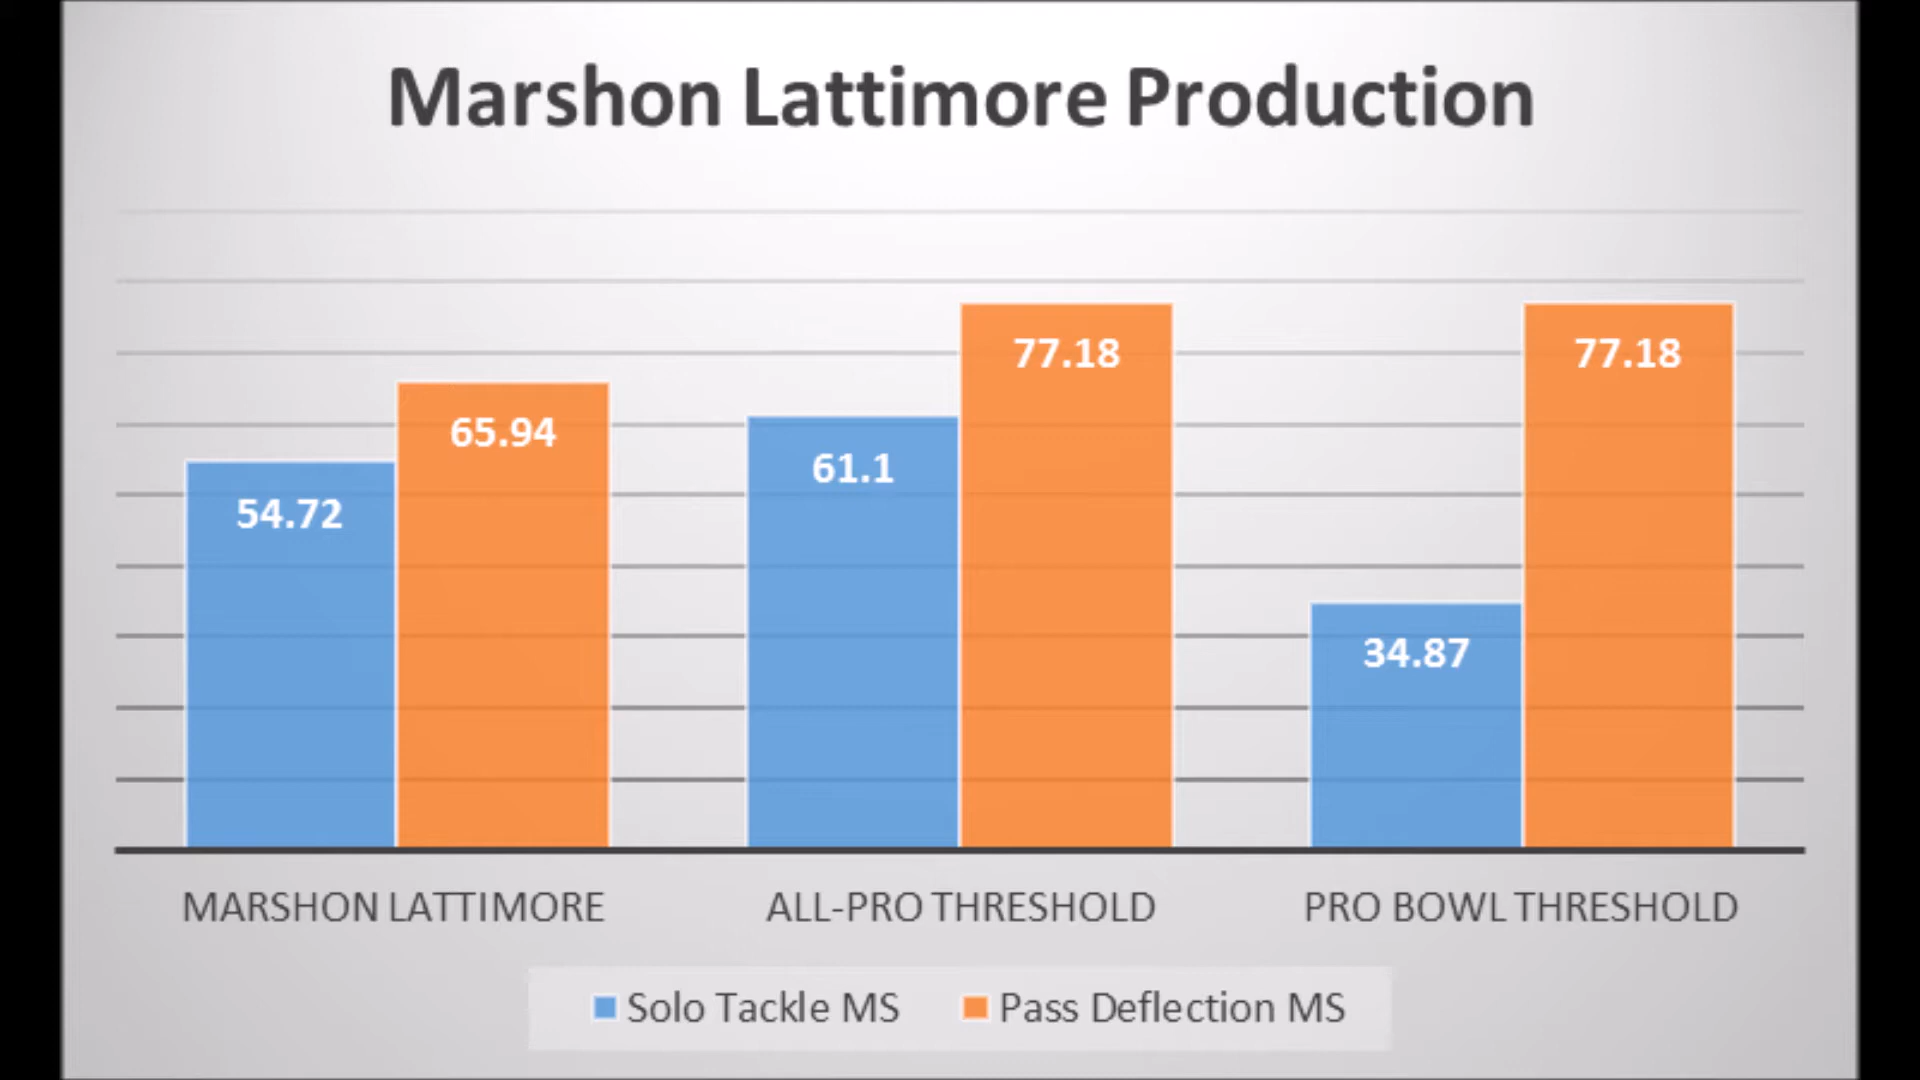 Marshon Lattimore Production
54.72
65.94
61.1
77.18
34.87
77.18
MARSHON LATTIMORE
ALL-PRO THRESHOLD
PRO BOWL THRESHOLD
Solo Tackle MS
Pass Deflection MS